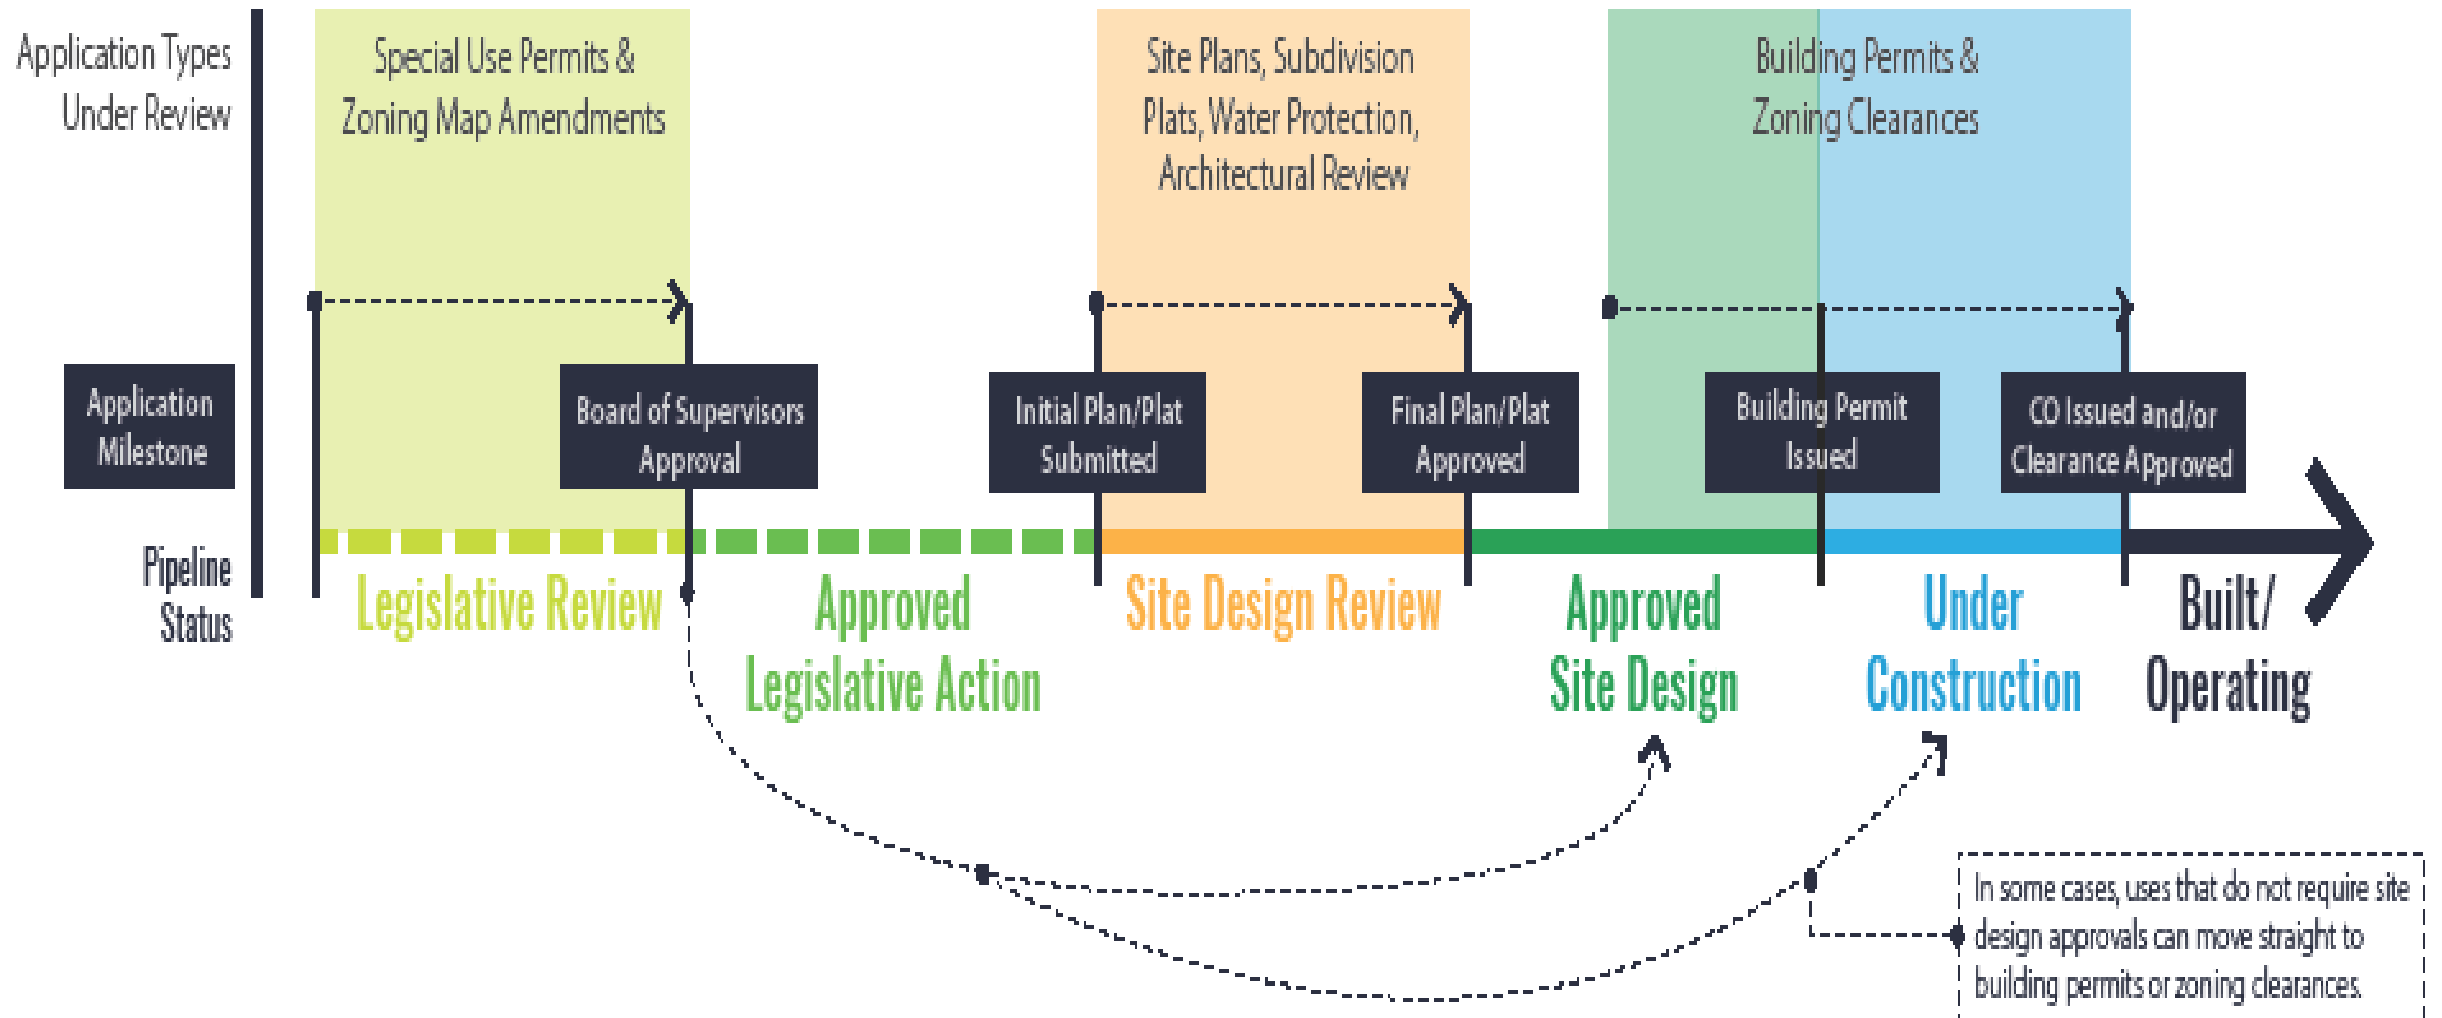 Application Types
Under Review
Special Use Permits &
Zoning Map Amendments
Site Plans, Subdivision
Plats, Water Protection,
Architectural Review
Building Permits &
Zoning Clearances
Application
Milestone
Board of Supervisors
Approval
Initial Plan/Plat
Submitted
Final Plan/Plat
Approved
Building Permit
Issued
CO Issued and/or
Clearance Approved
Pipeline
Status
Legislative Review
Approved
Legislative Action
Site Design Review
Approved
Site Design
Under
Construction
Built/
Operating
In some cases, uses that do not require site
design approvals can move straight to
building permits or zoning clearances.